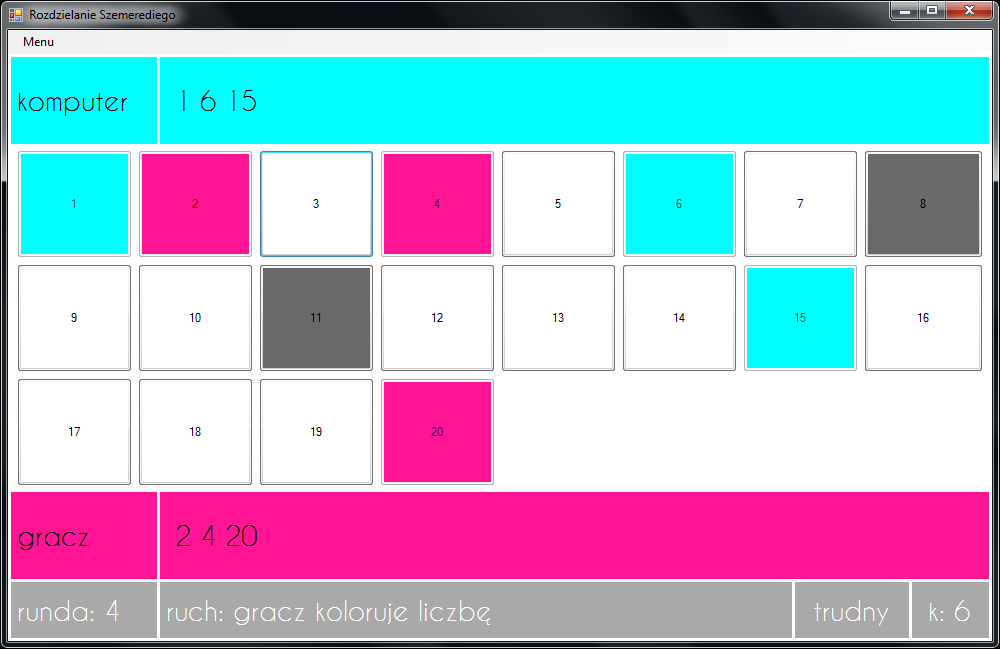 Rozdzielanie Szemerediego
Menu
komputer 1 6 15
1 2 3 4 5 6 7 8
9 10 11 12 13 14 15 16
17 18 19 20
gracz 2 4 20
runda: 4 ruch: gracz koloruje liczbę trudny k: 6